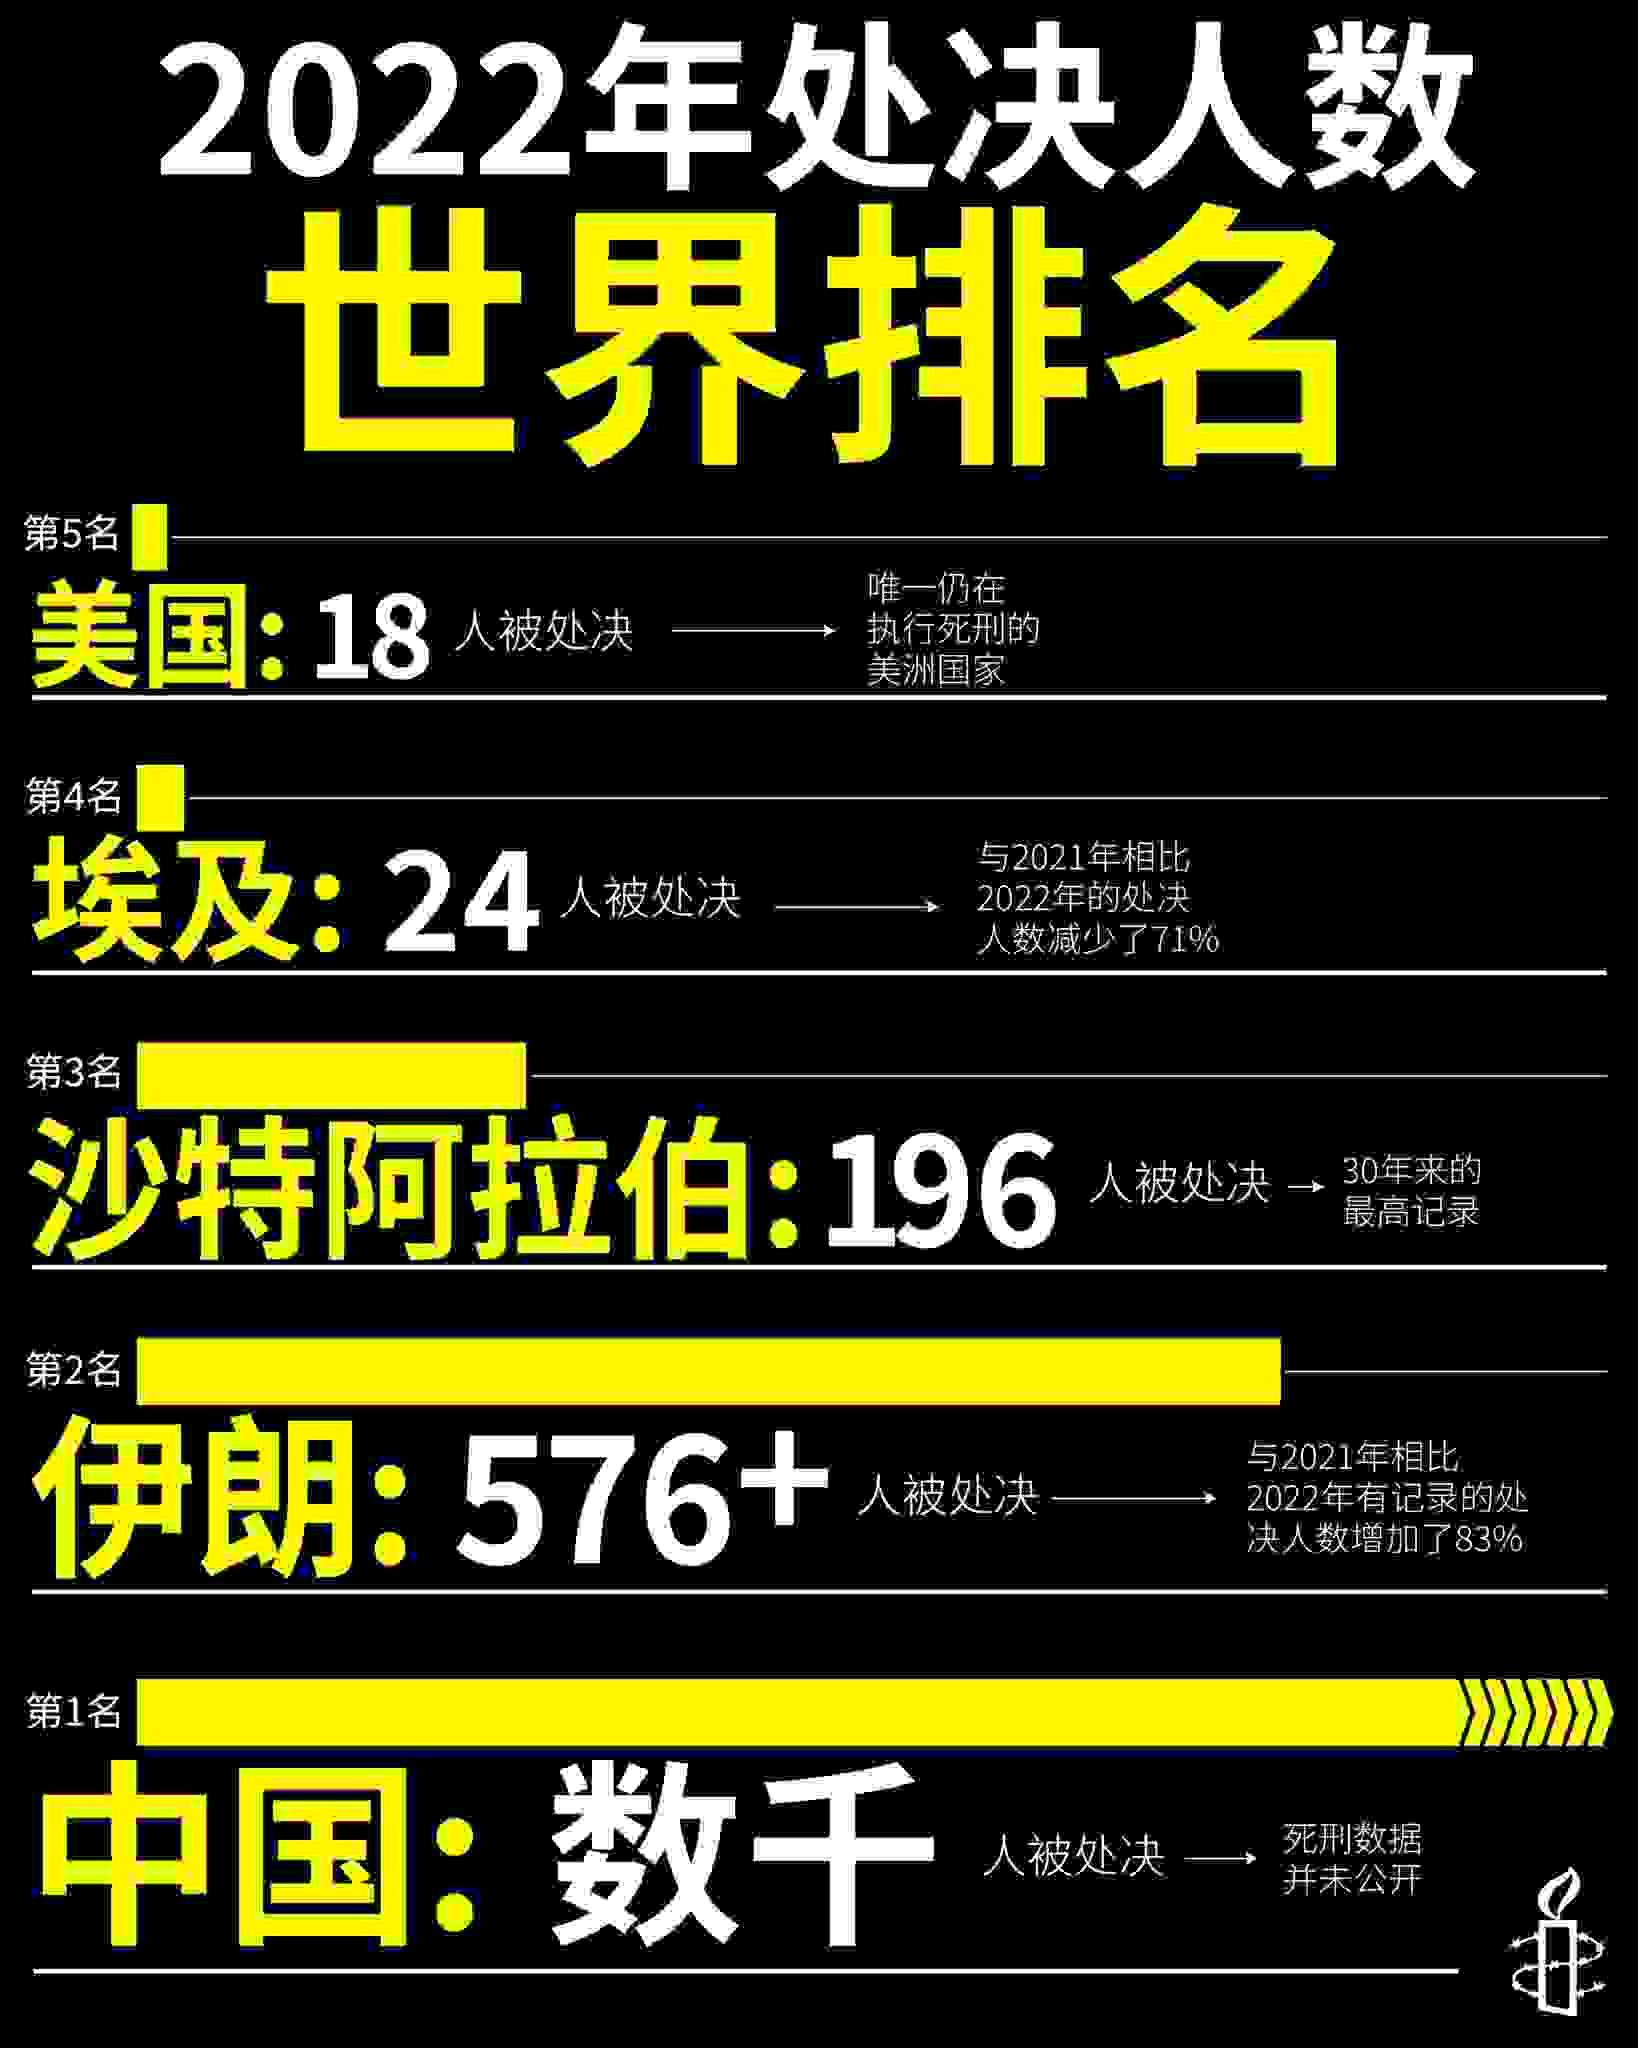 2022年处决人数
世界排名
第5名
美国: 18 人被处决
唯一仍在
执行死刑的
美洲国家
第4名
埃及: 24 人被处决
与2021年相比
2022年的处决
人数减少了71%
第3名
沙特阿拉伯: 196 人被处决
30年来的
最高记录
第2名
伊朗: 576+ 人被处决
与2021年相比
2022年有记录的处
决人数增加了83%
第1名
中国: 数千 人被处决
死刑数据
并未公开